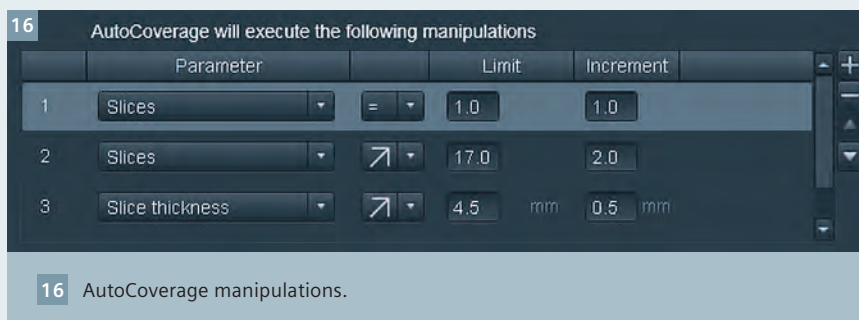 16
AutoCoverage will execute the following manipulations
Parameter Limit Increment
1 Slices = 1.0 1.0
2 Slices 17.0 2.0
3 Slice thickness 4.5 mm 0.5 mm
16 AutoCoverage manipulations.